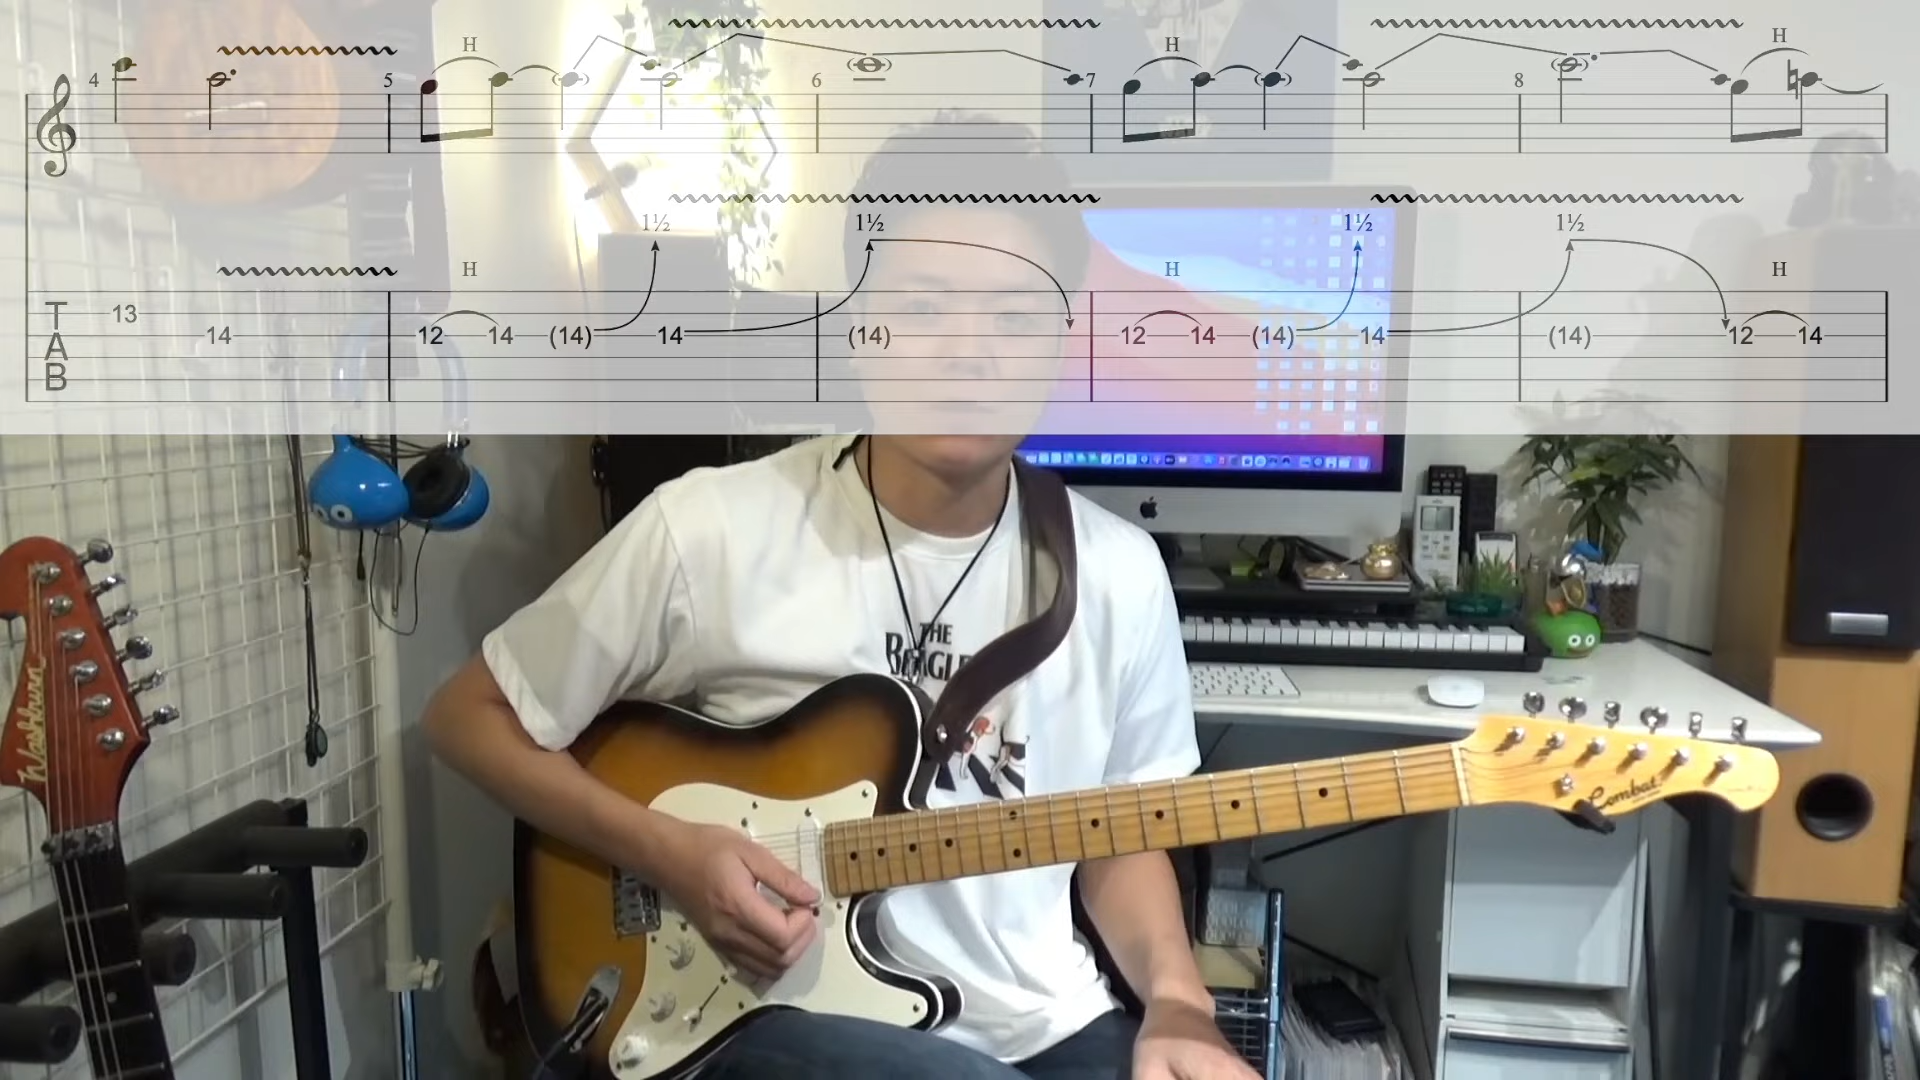 4 5 H 6 7 H 8 H
1½ 1½ 1½ 1½
H H H
T A B
13 14 12 14 (14) 14 (14) 12 14 (14) 14 (14) 12 14
THE
Washburn
Combat